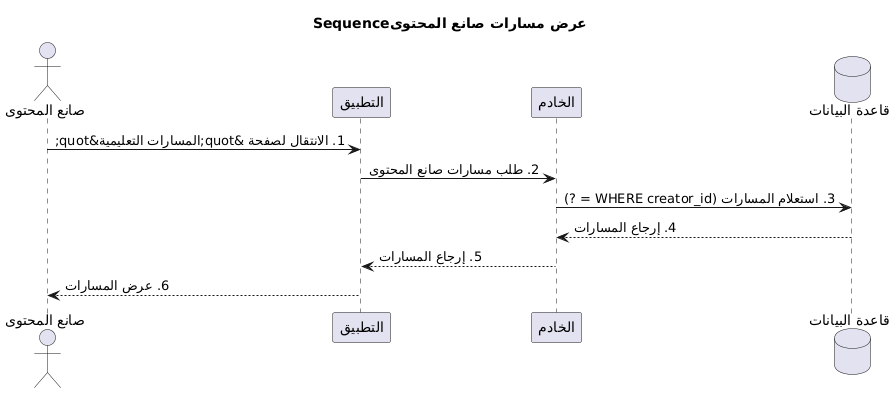 عرض مسارات صانع المحتوىSequence
صانع المحتوى
التطبيق
الخادم
قاعدة البيانات
1. الانتقال لصفحة &quot;المسارات التعليمية&quot;
2. طلب مسارات صانع المحتوى
3. استعلام المسارات (WHERE creator_id = ?)
4. إرجاع المسارات
5. إرجاع المسارات
6. عرض المسارات
صانع المحتوى
التطبيق
الخادم
قاعدة البيانات